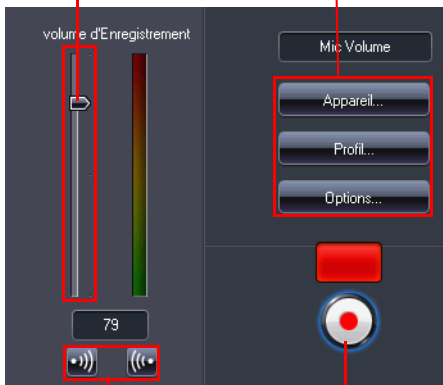 volume d'Enregistrement
Mic Volume
Appareil...
Profil...
Options...
79